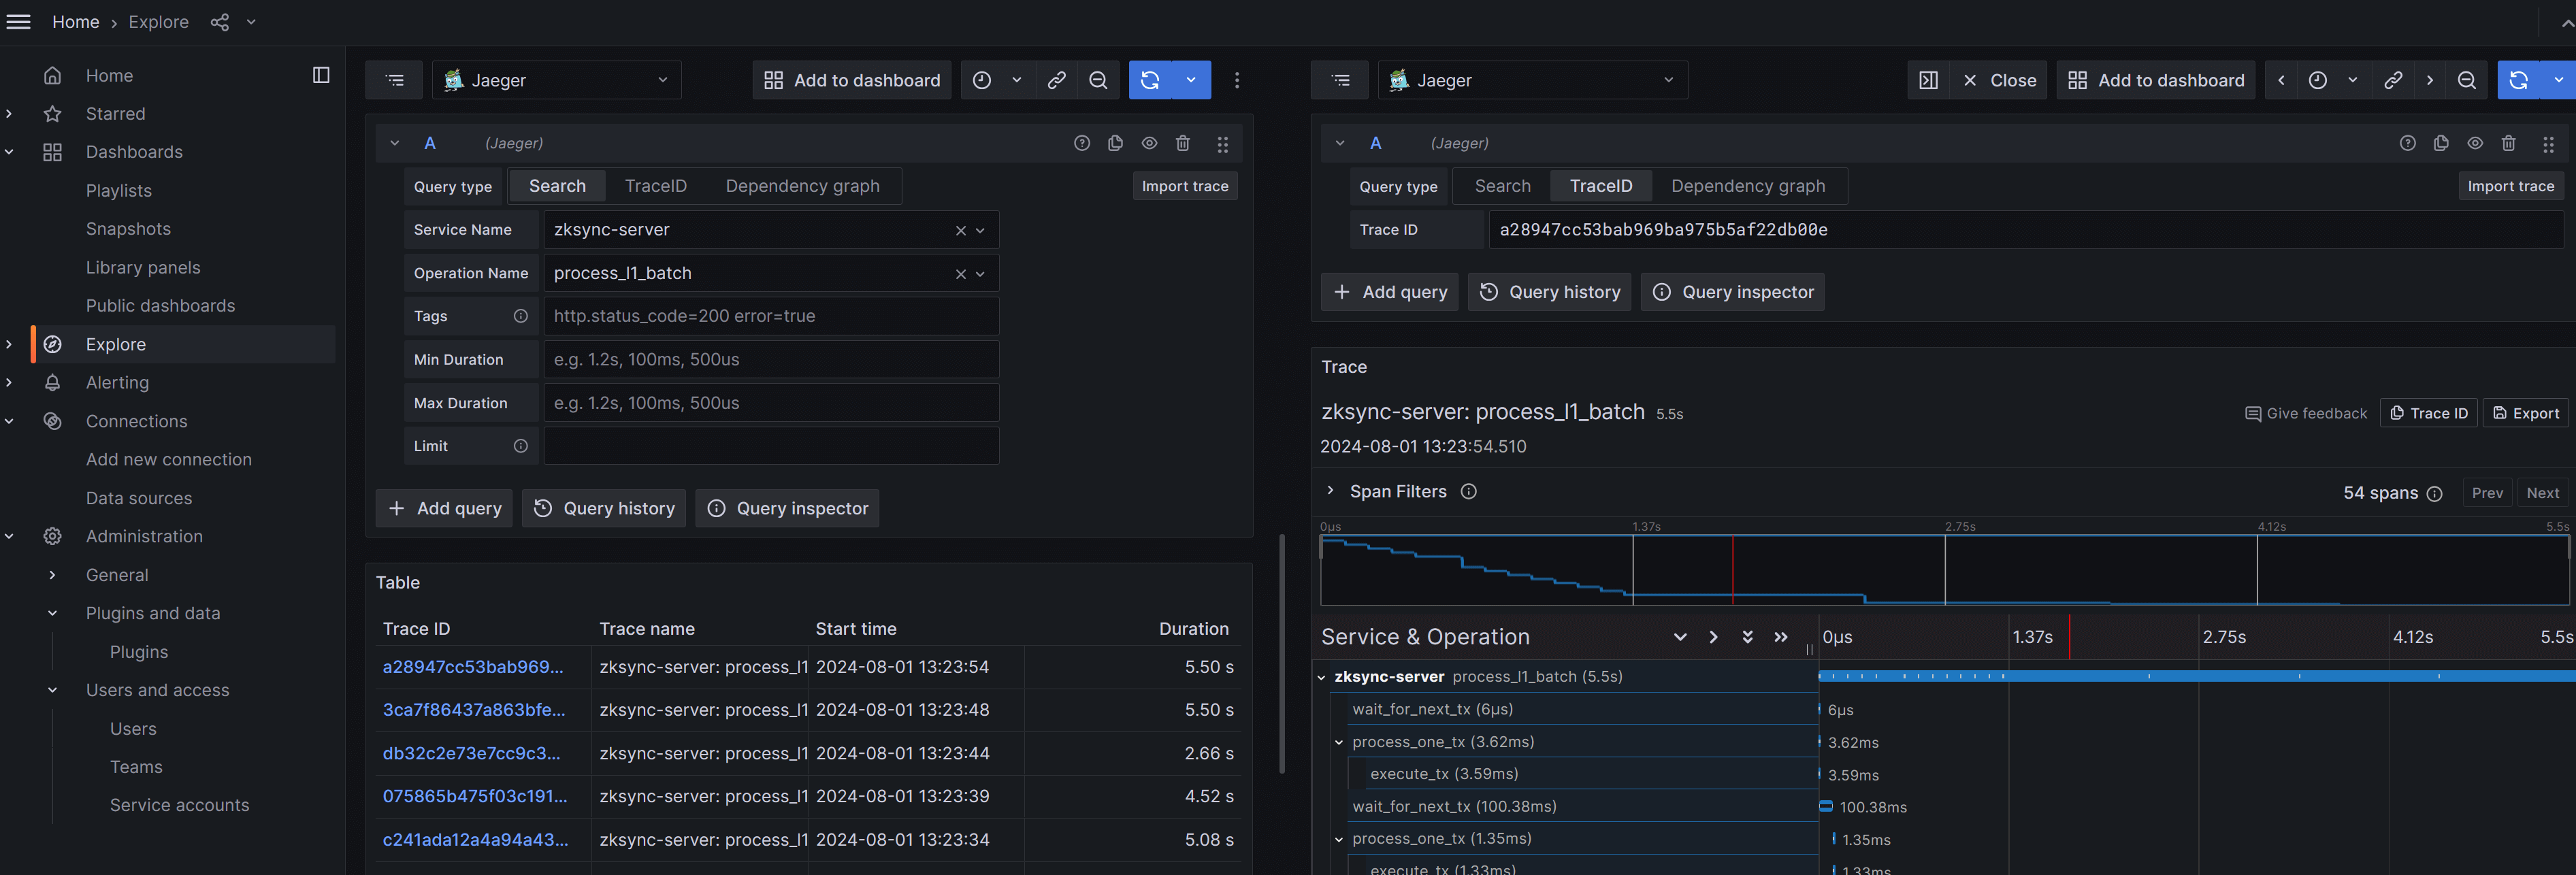 Home › Explore
Home
Starred
Dashboards
Playlists
Snapshots
Library panels
Public dashboards
Explore
Alerting
Connections
Add new connection
Data sources
Administration
General
Plugins and data
Plugins
Users and access
Users
Teams
Service accounts
Jaeger
Add to dashboard
A (Jaeger)
Query type Search TraceID Dependency graph Import trace
Service Name zksync-server
Operation Name process_l1_batch
Tags http.status_code=200 error=true
Min Duration e.g. 1.2s, 100ms, 500us
Max Duration e.g. 1.2s, 100ms, 500us
Limit
+ Add query Query history Query inspector
Table
Trace ID Trace name Start time Duration
a28947cc53bab969... zksync-server: process_l1 2024-08-01 13:23:54 5.50 s
3ca7f86437a863bfe... zksync-server: process_l1 2024-08-01 13:23:48 5.50 s
db32c2e73e7cc9c3... zksync-server: process_l1 2024-08-01 13:23:44 2.66 s
075865b475f03c191... zksync-server: process_l1 2024-08-01 13:23:39 4.52 s
c241ada12a4a94a43... zksync-server: process_l1 2024-08-01 13:23:34 5.08 s
Jaeger
Close Add to dashboard
A (Jaeger)
Query type Search TraceID Dependency graph Import trace
Trace ID a28947cc53bab969ba975b5af22db00e
+ Add query Query history Query inspector
Trace
zksync-server: process_l1_batch 5.5s
Give feedback Trace ID Export
2024-08-01 13:23:54.510
Span Filters 54 spans Prev Next
0μs 1.37s 2.75s 4.12s 5.5s
Service & Operation 0μs 1.37s 2.75s 4.12s 5.5s
zksync-server process_l1_batch (5.5s)
wait_for_next_tx (6μs) 6μs
process_one_tx (3.62ms) 3.62ms
execute_tx (3.59ms) 3.59ms
wait_for_next_tx (100.38ms) 100.38ms
process_one_tx (1.35ms) 1.35ms
execute_tx (1.33ms) 1.33ms